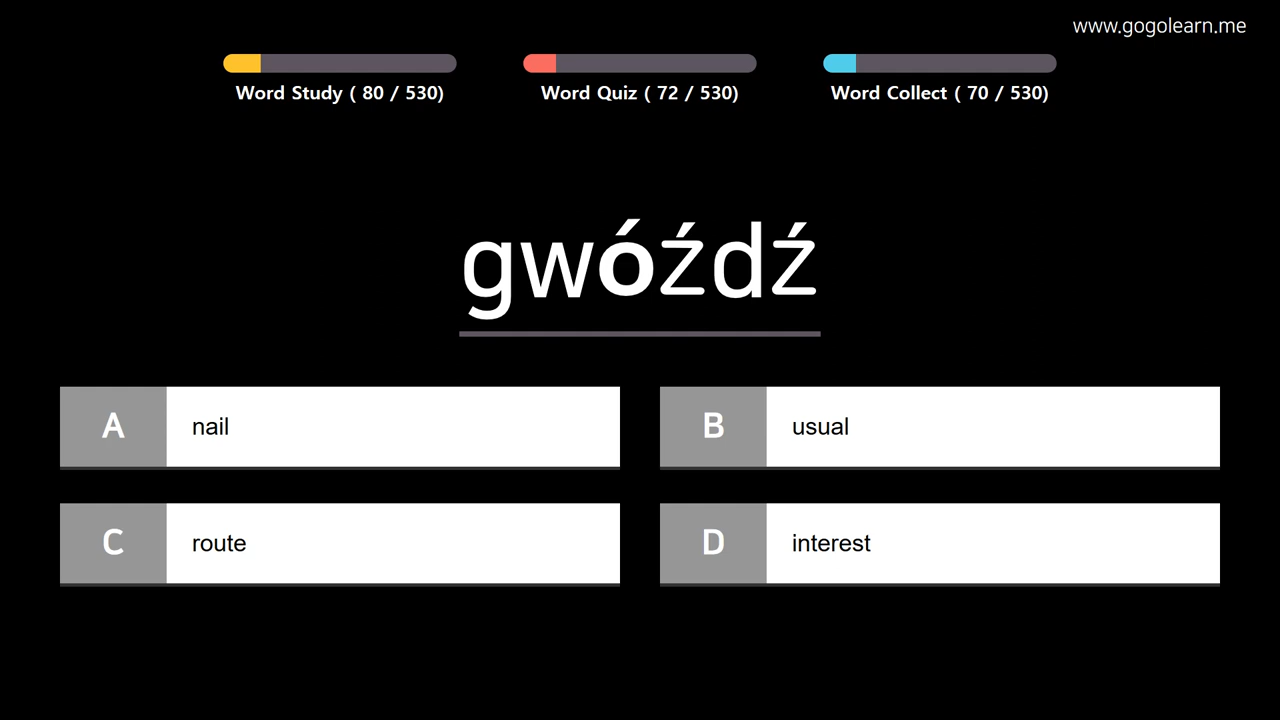 www.gogolearn.me
Word Study ( 80 / 530)
Word Quiz ( 72 / 530)
Word Collect ( 70 / 530)
gwóźdź
A nail
B usual
C route
D interest